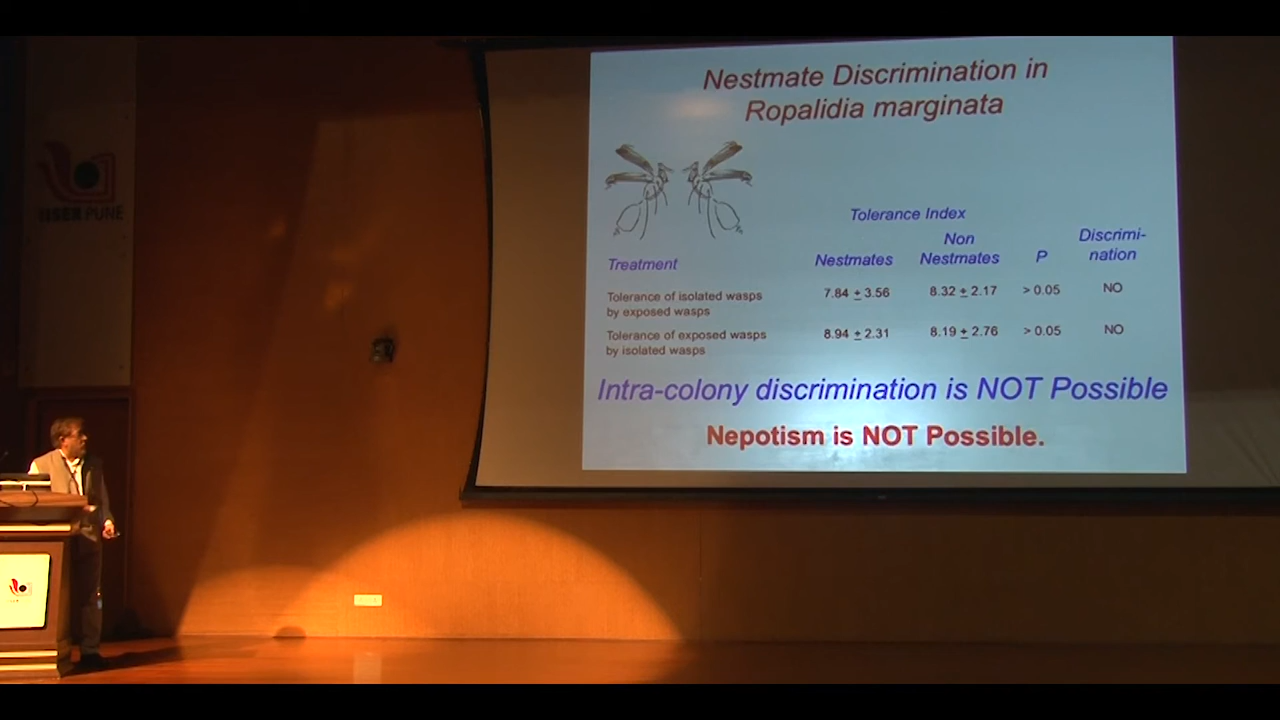 Nestmate Discrimination in
Ropalidia marginata
Tolerance Index
Treatment Nestmates Non Nestmates P Discrimi-nation
Tolerance of isolated wasps
by exposed wasps
7.84 ± 3.56 8.32 ± 2.17 > 0.05 NO
Tolerance of exposed wasps
by isolated wasps
8.94 ± 2.31 8.19 ± 2.76 > 0.05 NO
Intra-colony discrimination is NOT Possible
Nepotism is NOT Possible.
IISER PUNE